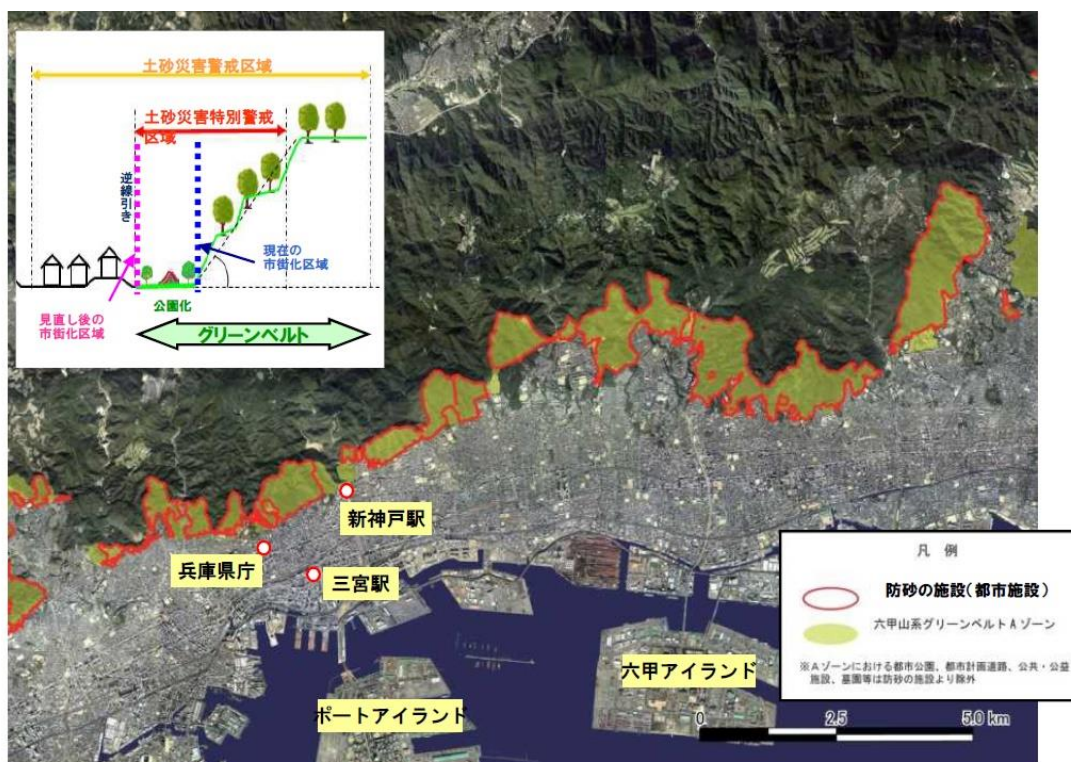 土砂災害警戒区域
土砂災害特別警戒
区域
逆線引き
現在の
市街化区域
公園化
見直し後の
市街化区域
グリーンベルト
新神戸駅
兵庫県庁
三宮駅
六甲アイランド
ポートアイランド
凡 例
防砂の施設(都市施設)
六甲山系グリーンベルトAゾーン
※Aゾーンにおける都市公園、都市計画道路、公共・公益
施設、墓園等は防砂の施設より除外
0 2.5 5.0 km